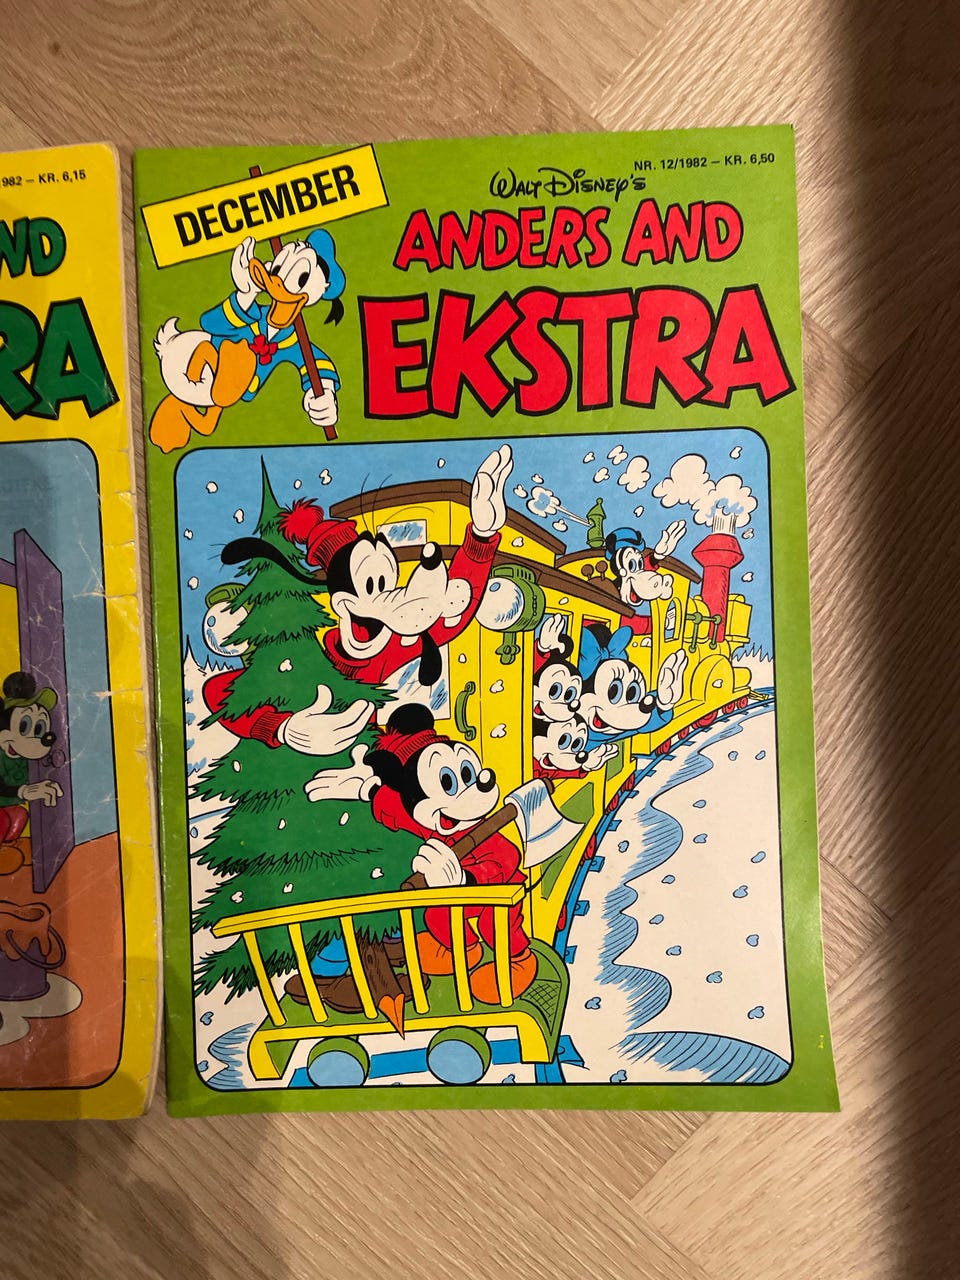 982 – KR. 6,15
ND
RA
DECEMBER
NR. 12/1982 – KR. 6,50
WALT DISNEY'S
ANDERS AND
EKSTRA